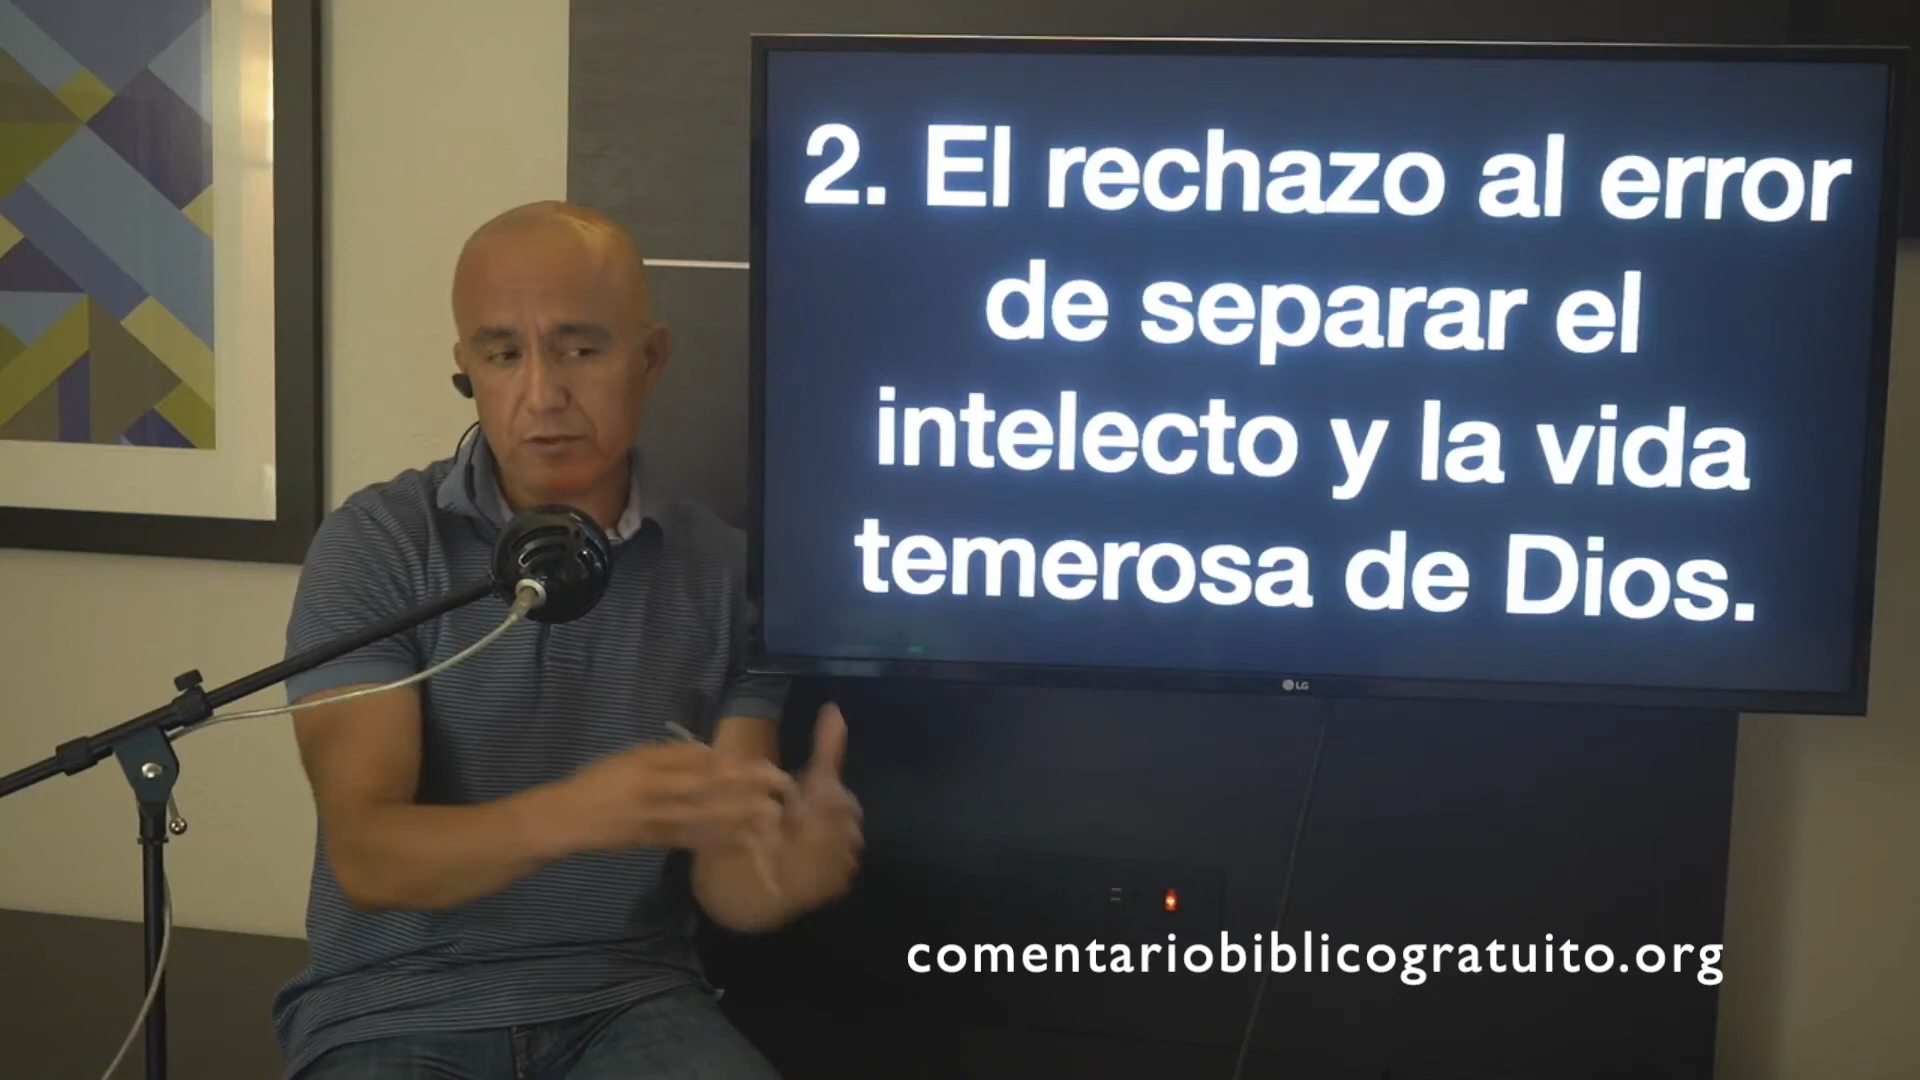 2. El rechazo al error
de separar el
intelecto y la vida
temerosa de Dios.
LG
comentariobiblicogratuito.org